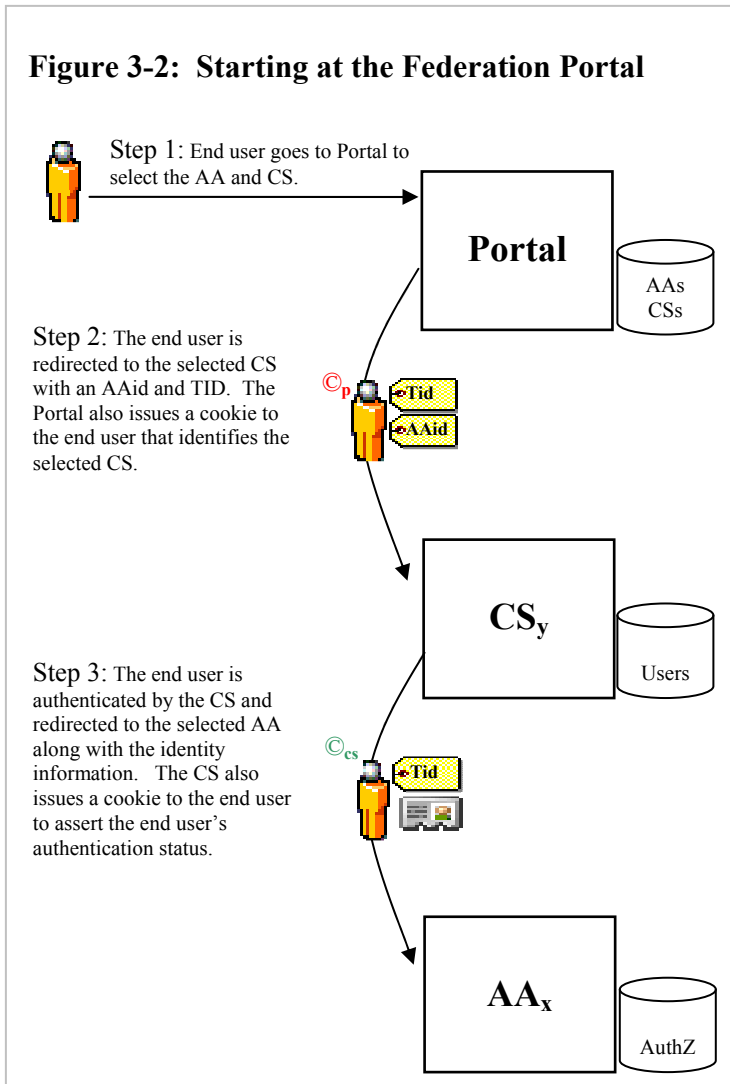 Figure 3-2:  Starting at the Federation Portal
Step 1: End user goes to Portal to
select the AA and CS.
Portal
AAs
CSs
Step 2: The end user is
redirected to the selected CS
with an AAid and TID.  The
Portal also issues a cookie to
the end user that identifies the
selected CS.
©p
Tid
AAid
CSy
Users
Step 3: The end user is
authenticated by the CS and
redirected to the selected AA
along with the identity
information.   The CS also
issues a cookie to the end user
to assert the end user’s
authentication status.
©cs
Tid
AAx
AuthZ